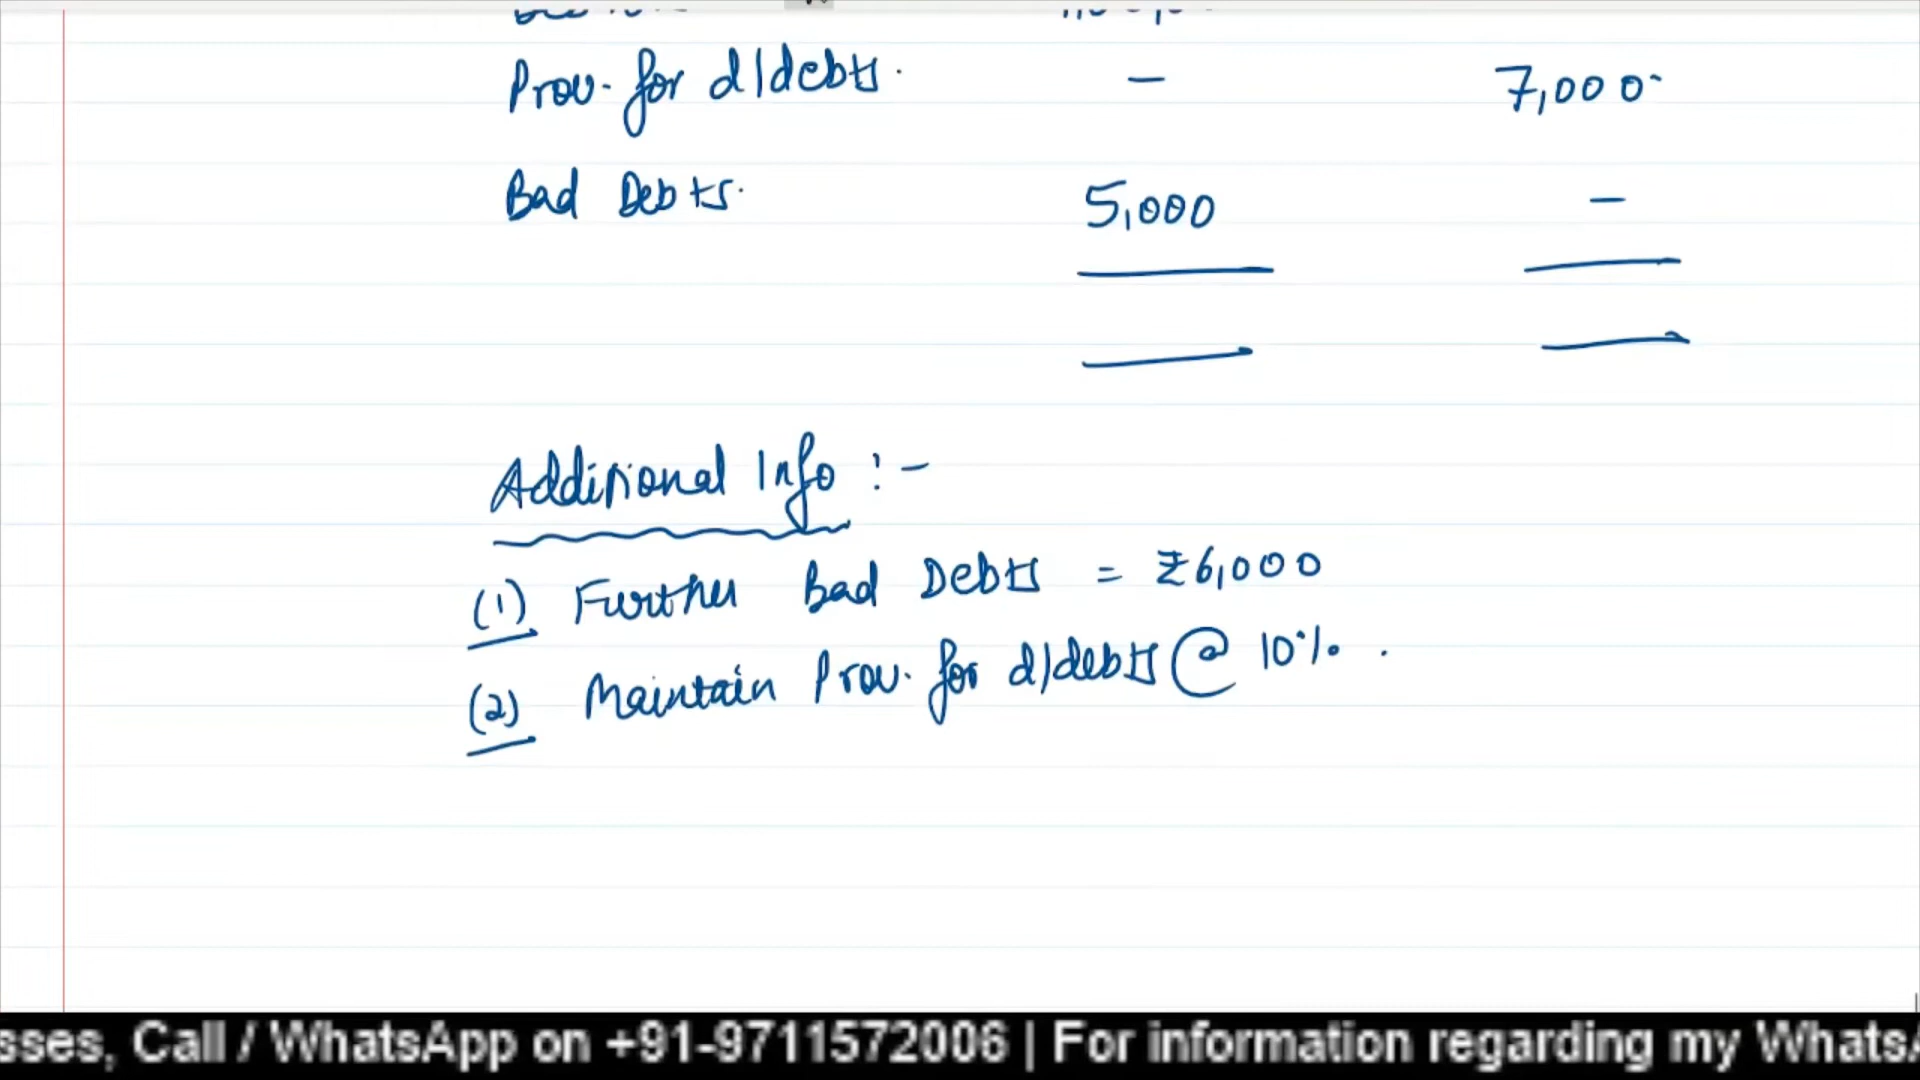 Prov. for d/debts. - 7,000
Bad Debts. 5,000 -
Additional Info :-
(1) Further Bad Debts = ₹6,000
(2) Maintain Prov. for d/debts @ 10% .
sses, Call / WhatsApp on +91-9711572006 | For information regarding my WhatsA